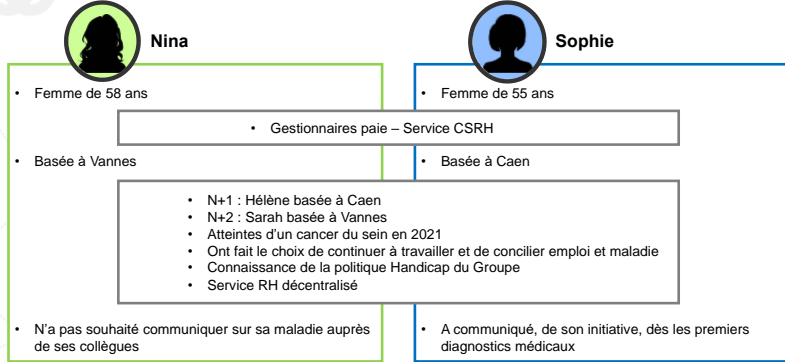 Nina
Sophie
• Femme de 58 ans
• Femme de 55 ans
• Gestionnaires paie – Service CSRH
• Basée à Vannes
• Basée à Caen
• N+1 : Hélène basée à Caen
• N+2 : Sarah basée à Vannes
• Atteintes d'un cancer du sein en 2021
• Ont fait le choix de continuer à travailler et de concilier emploi et maladie
• Connaissance de la politique Handicap du Groupe
• Service RH décentralisé
• N'a pas souhaité communiquer sur sa maladie auprès
de ses collègues
• A communiqué, de son initiative, dès les premiers
diagnostics médicaux